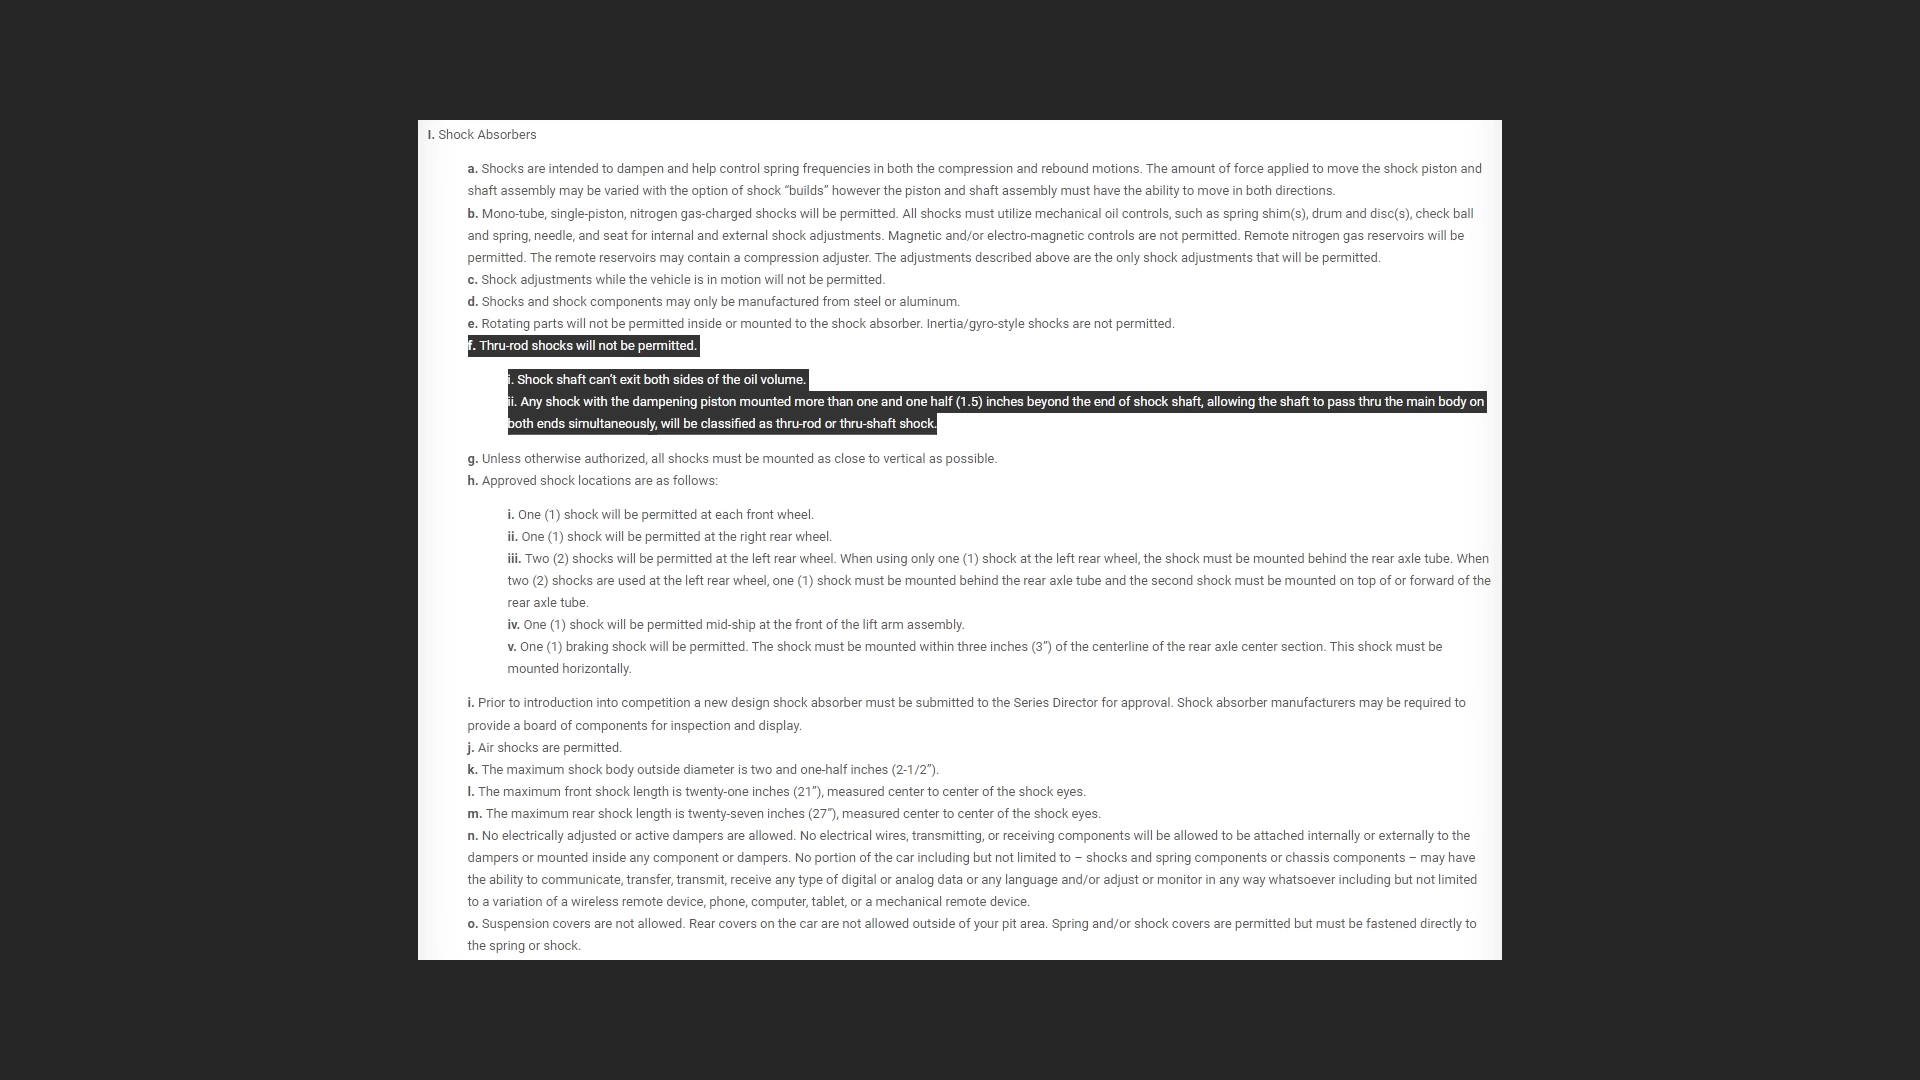 I. Shock Absorbers
a. Shocks are intended to dampen and help control spring frequencies in both the compression and rebound motions. The amount of force applied to move the shock piston and
shaft assembly may be varied with the option of shock “builds” however the piston and shaft assembly must have the ability to move in both directions.
b. Mono-tube, single-piston, nitrogen gas-charged shocks will be permitted. All shocks must utilize mechanical oil controls, such as spring shim(s), drum and disc(s), check ball
and spring, needle, and seat for internal and external shock adjustments. Magnetic and/or electro-magnetic controls are not permitted. Remote nitrogen gas reservoirs will be
permitted. The remote reservoirs may contain a compression adjuster. The adjustments described above are the only shock adjustments that will be permitted.
c. Shock adjustments while the vehicle is in motion will not be permitted.
d. Shocks and shock components may only be manufactured from steel or aluminum.
e. Rotating parts will not be permitted inside or mounted to the shock absorber. Inertia/gyro-style shocks are not permitted.
f. Thru-rod shocks will not be permitted.
i. Shock shaft can’t exit both sides of the oil volume.
ii. Any shock with the dampening piston mounted more than one and one half (1.5) inches beyond the end of shock shaft, allowing the shaft to pass thru the main body on
both ends simultaneously, will be classified as thru-rod or thru-shaft shock.
g. Unless otherwise authorized, all shocks must be mounted as close to vertical as possible.
h. Approved shock locations are as follows:
i. One (1) shock will be permitted at each front wheel.
ii. One (1) shock will be permitted at the right rear wheel.
iii. Two (2) shocks will be permitted at the left rear wheel. When using only one (1) shock at the left rear wheel, the shock must be mounted behind the rear axle tube. When
two (2) shocks are used at the left rear wheel, one (1) shock must be mounted behind the rear axle tube and the second shock must be mounted on top of or forward of the
rear axle tube.
iv. One (1) shock will be permitted mid-ship at the front of the lift arm assembly.
v. One (1) braking shock will be permitted. The shock must be mounted within three inches (3”) of the centerline of the rear axle center section. This shock must be
mounted horizontally.
i. Prior to introduction into competition a new design shock absorber must be submitted to the Series Director for approval. Shock absorber manufacturers may be required to
provide a board of components for inspection and display.
j. Air shocks are permitted.
k. The maximum shock body outside diameter is two and one-half inches (2-1/2”).
l. The maximum front shock length is twenty-one inches (21”), measured center to center of the shock eyes.
m. The maximum rear shock length is twenty-seven inches (27”), measured center to center of the shock eyes.
n. No electrically adjusted or active dampers are allowed. No electrical wires, transmitting, or receiving components will be allowed to be attached internally or externally to the
dampers or mounted inside any component or dampers. No portion of the car including but not limited to – shocks and spring components or chassis components – may have
the ability to communicate, transfer, transmit, receive any type of digital or analog data or any language and/or adjust or monitor in any way whatsoever including but not limited
to a variation of a wireless remote device, phone, computer, tablet, or a mechanical remote device.
o. Suspension covers are not allowed. Rear covers on the car are not allowed outside of your pit area. Spring and/or shock covers are permitted but must be fastened directly to
the spring or shock.